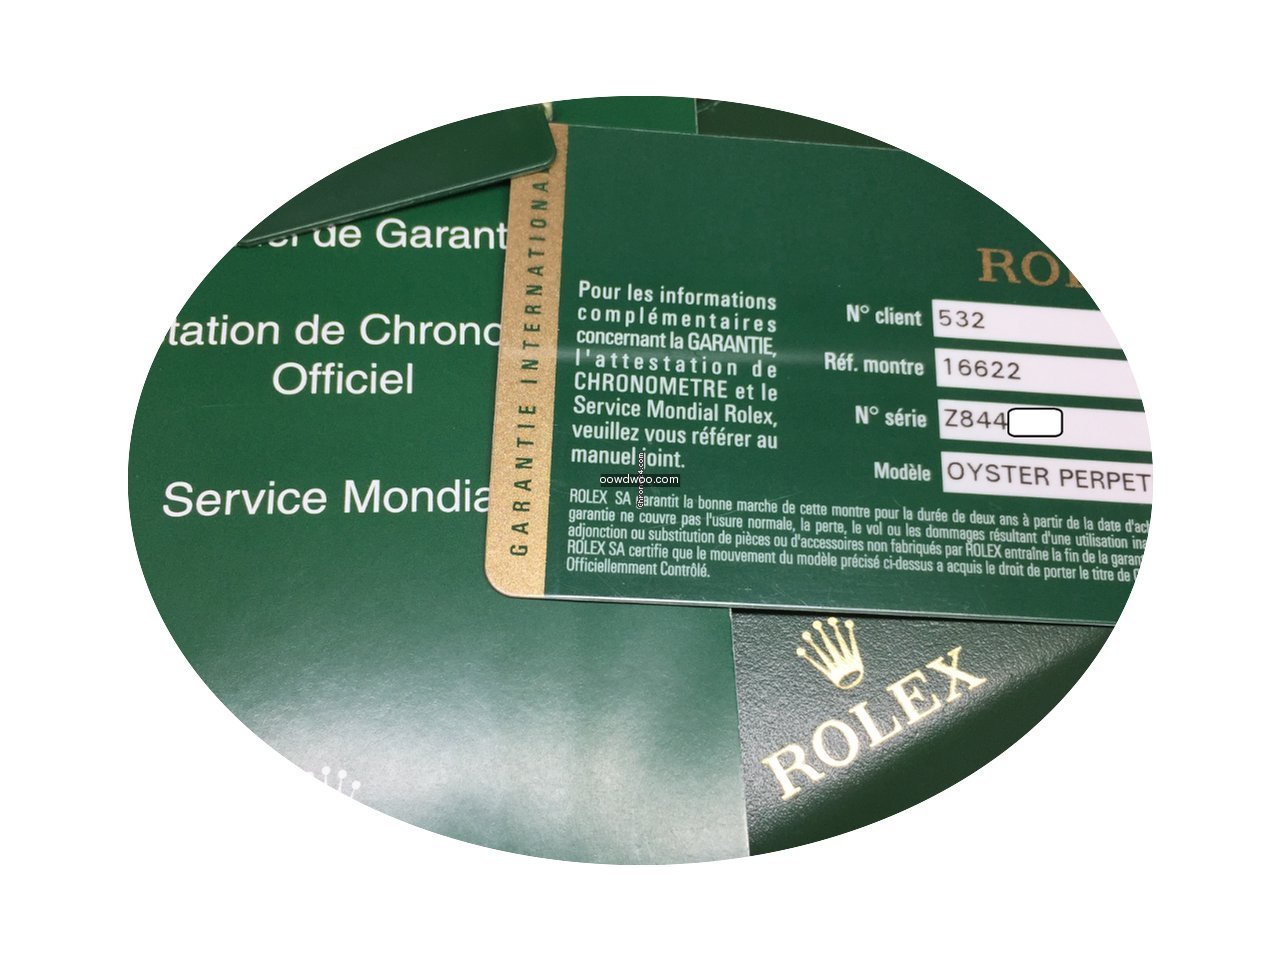 de Garant
tation de Chrono
Officiel
Service Mondia
GARANTIE INTERNATIONA
Pour les informations
complémentaires
concernant la GARANTIE,
l'attestation de
CHRONOMETRE et le
Service Mondial Rolex,
veuillez vous référer au
manuel joint.
ROL
N° client 532
Réf. montre 16622
N° série Z844
Modèle OYSTER PERPET
oowdwoo.com
ROLEX SA garantit la bonne marche de cette montre pour la durée de deux ans à partir de la date d'ach
garantie ne couvre pas l'usure normale, la perte, le vol ou les dommages résultant d'une utilisation ina
adjonction ou substitution de pièces ou d'accessoires non fabriqués par ROLEX entraîne la fin de la garan
ROLEX SA certifie que le mouvement du modèle précisé ci-dessus a acquis le droit de porter le titre de C
Officiellement Contrôlé.
ROLEX